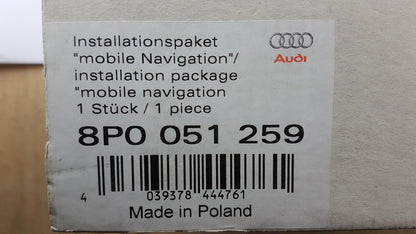 Installationspaket
"mobile Navigation"/
installation package
"mobile navigation
1 Stück / 1 piece
Audi
8P0 051 259
4 039378 444761
Made in Poland